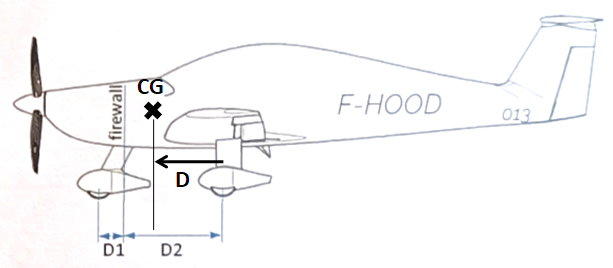 CG
firewall
F-HOOD
013
D
D1
D2